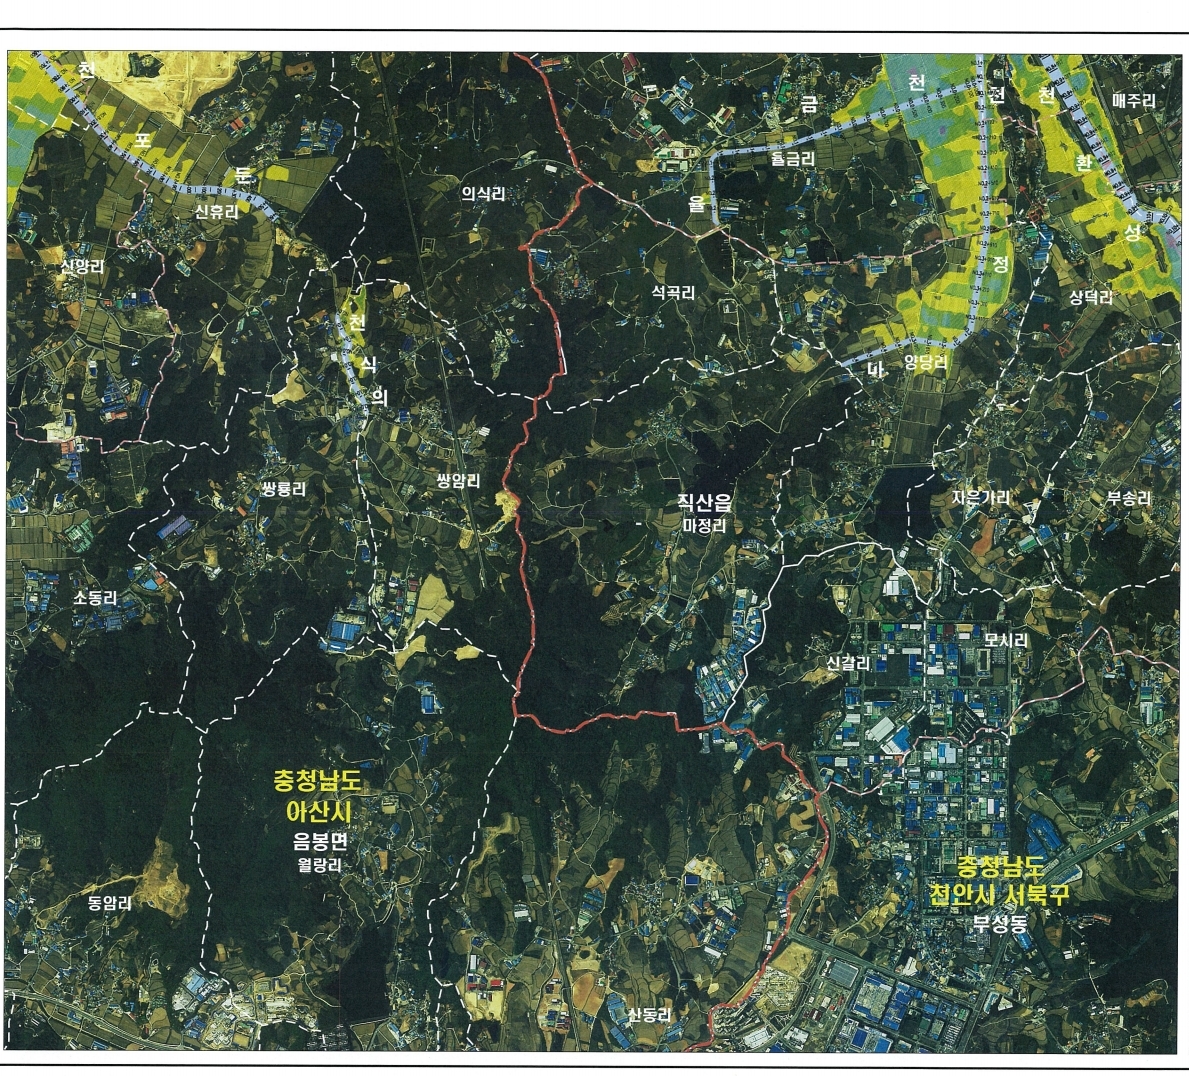 천
포
둔
신휴리
신양리
의식리
금
율금리
율
천
천
천
매주리
환
성
정
상덕리
석곡리
양당리
마
천
식
의
쌍룡리
쌍암리
직산읍
마정리
자은가리
부송리
소동리
신갈리
모시리
충청남도
아산시
음봉면
월랑리
동암리
산동리
충청남도
천안시 서북구
부성동